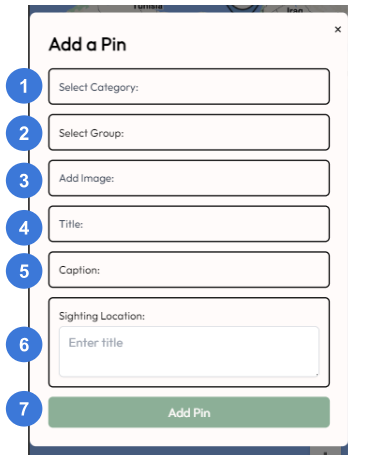 Tunisia
Iraq
×
Add a Pin
1
Select Category:
2
Select Group:
3
Add Image:
4
Title:
5
Caption:
Sighting Location:
6
Enter title
7
Add Pin